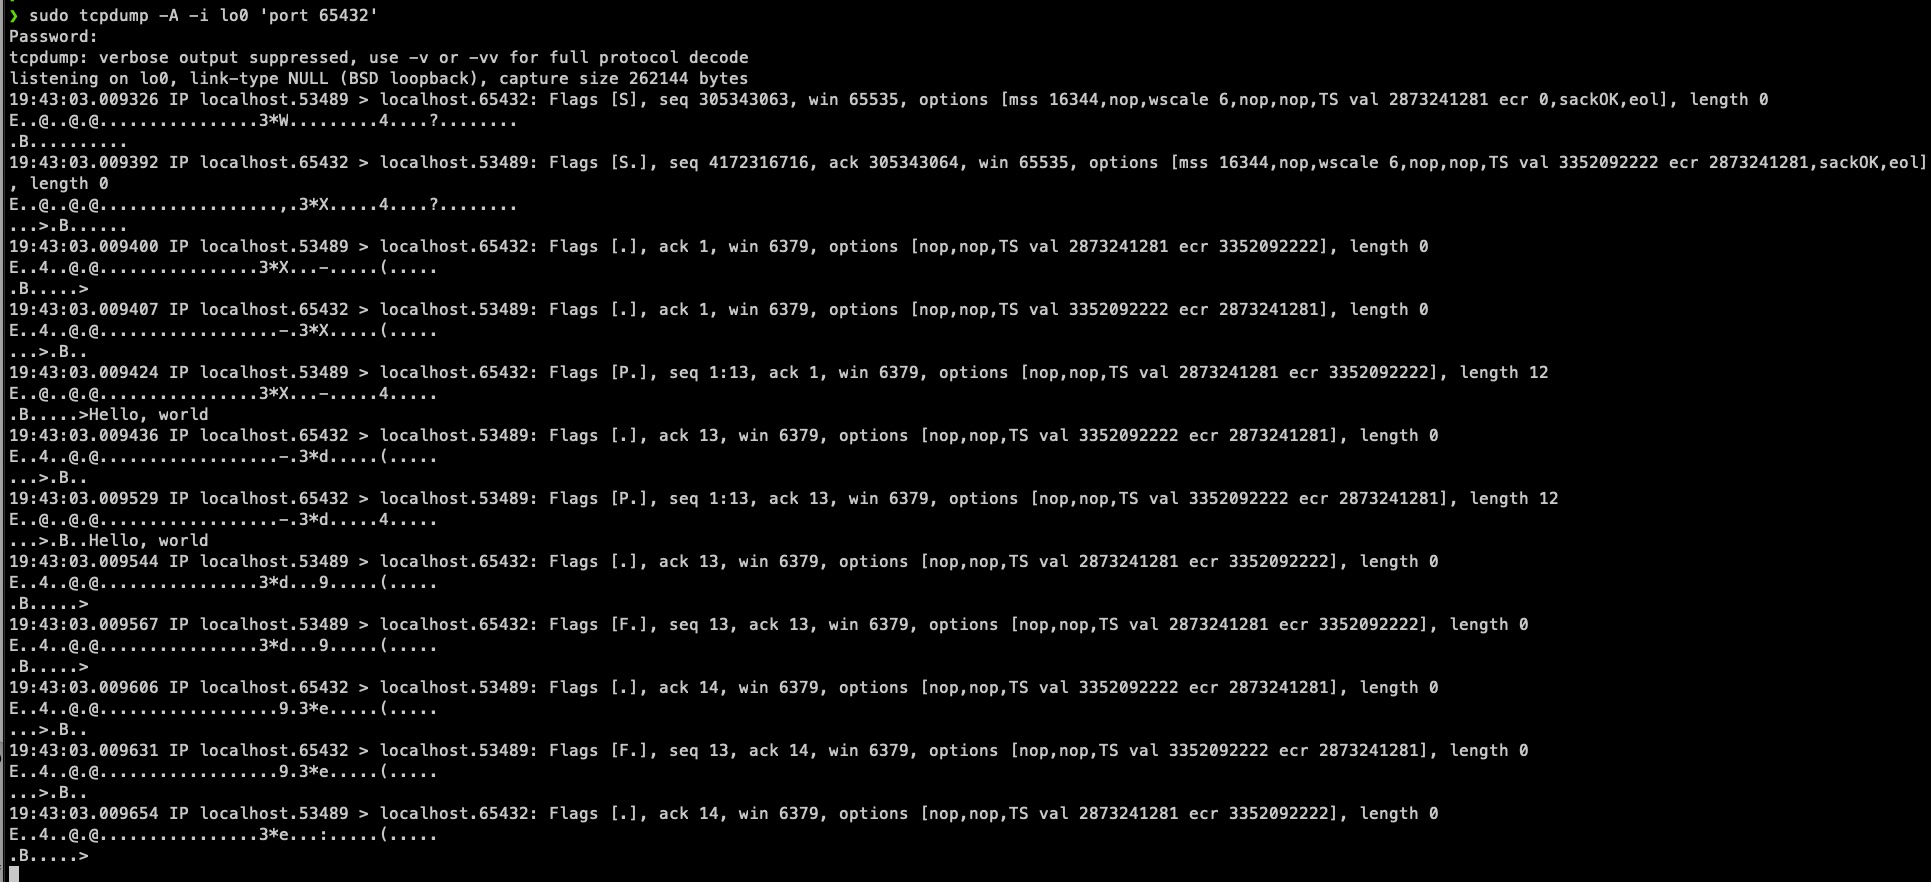 ❯ sudo tcpdump -A -i lo0 'port 65432'
Password:
tcpdump: verbose output suppressed, use -v or -vv for full protocol decode
listening on lo0, link-type NULL (BSD loopback), capture size 262144 bytes
19:43:03.009326 IP localhost.53489 > localhost.65432: Flags [S], seq 305343063, win 65535, options [mss 16344,nop,wscale 6,nop,nop,TS val 2873241281 ecr 0,sackOK,eol], length 0
E..@..@.@................3*W.........4....?........
.B..........
19:43:03.009392 IP localhost.65432 > localhost.53489: Flags [S.], seq 4172316716, ack 305343064, win 65535, options [mss 16344,nop,wscale 6,nop,nop,TS val 3352092222 ecr 2873241281,sackOK,eol]
, length 0
E..@..@.@..................,.3*X.....4....?........
...>.B......
19:43:03.009400 IP localhost.53489 > localhost.65432: Flags [.], ack 1, win 6379, options [nop,nop,TS val 2873241281 ecr 3352092222], length 0
E..4..@.@................3*X...-.....(.....
.B.....>
19:43:03.009407 IP localhost.65432 > localhost.53489: Flags [.], ack 1, win 6379, options [nop,nop,TS val 3352092222 ecr 2873241281], length 0
E..4..@.@..................-.3*X.....(.....
...>.B..
19:43:03.009424 IP localhost.53489 > localhost.65432: Flags [P.], seq 1:13, ack 1, win 6379, options [nop,nop,TS val 2873241281 ecr 3352092222], length 12
E..@..@.@................3*X...-.....4.....
.B.....>Hello, world
19:43:03.009436 IP localhost.65432 > localhost.53489: Flags [.], ack 13, win 6379, options [nop,nop,TS val 3352092222 ecr 2873241281], length 0
E..4..@.@..................-.3*d.....(.....
...>.B..
19:43:03.009529 IP localhost.65432 > localhost.53489: Flags [P.], seq 1:13, ack 13, win 6379, options [nop,nop,TS val 3352092222 ecr 2873241281], length 12
E..@..@.@..................-.3*d.....4.....
...>.B..Hello, world
19:43:03.009544 IP localhost.53489 > localhost.65432: Flags [.], ack 13, win 6379, options [nop,nop,TS val 2873241281 ecr 3352092222], length 0
E..4..@.@................3*d...9.....(.....
.B.....>
19:43:03.009567 IP localhost.53489 > localhost.65432: Flags [F.], seq 13, ack 13, win 6379, options [nop,nop,TS val 2873241281 ecr 3352092222], length 0
E..4..@.@................3*d...9.....(.....
.B.....>
19:43:03.009606 IP localhost.65432 > localhost.53489: Flags [.], ack 14, win 6379, options [nop,nop,TS val 3352092222 ecr 2873241281], length 0
E..4..@.@..................9.3*e.....(.....
...>.B..
19:43:03.009631 IP localhost.65432 > localhost.53489: Flags [F.], seq 13, ack 14, win 6379, options [nop,nop,TS val 3352092222 ecr 2873241281], length 0
E..4..@.@..................9.3*e.....(.....
...>.B..
19:43:03.009654 IP localhost.53489 > localhost.65432: Flags [.], ack 14, win 6379, options [nop,nop,TS val 2873241281 ecr 3352092222], length 0
E..4..@.@................3*e...:.....(.....
.B.....>